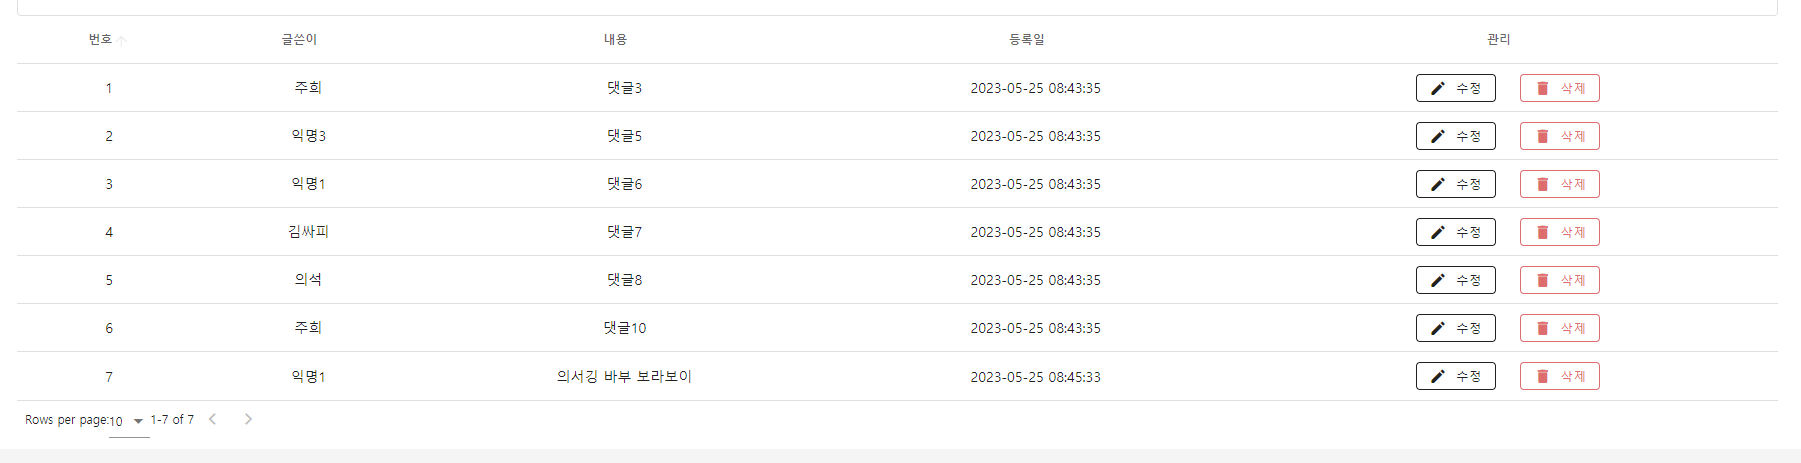 번호 글쓴이 내용 등록일 관리
1 주희 댓글3 2023-05-25 08:43:35 수정 삭제
2 익명3 댓글5 2023-05-25 08:43:35 수정 삭제
3 익명1 댓글6 2023-05-25 08:43:35 수정 삭제
4 김싸피 댓글7 2023-05-25 08:43:35 수정 삭제
5 의석 댓글8 2023-05-25 08:43:35 수정 삭제
6 주희 댓글10 2023-05-25 08:43:35 수정 삭제
7 익명1 의서깅 바부 보라보이 2023-05-25 08:45:33 수정 삭제
Rows per page: 10 1-7 of 7